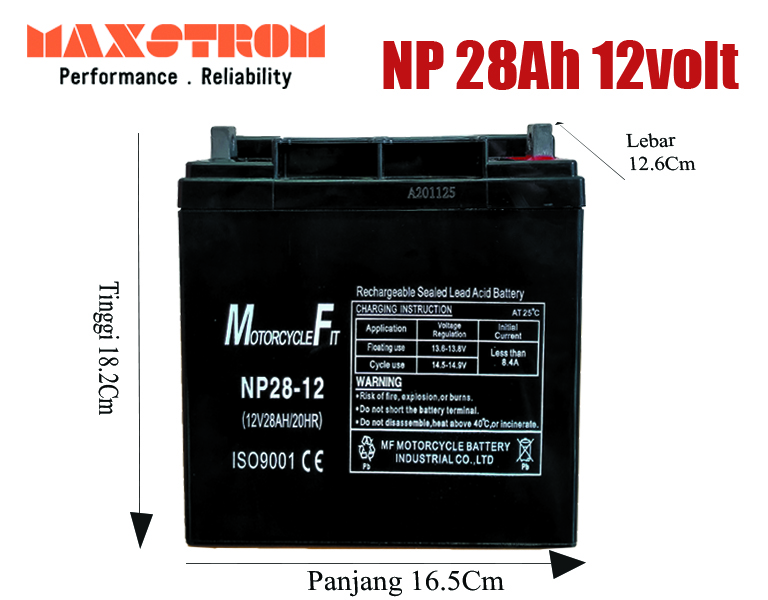 MAXSTROM
Performance . Reliability
NP 28Ah 12volt
Lebar
12.6Cm
A201125
Tinggi 18.2Cm
Rechargeable Sealed Lead Acid Battery
CHARGING INSTRUCTION AT 25°C
Application Voltage Regulation Initial Current
Floating use 13.6-13.8V Less than 8.4A
Cycle use 14.5-14.9V
MOTORCYCLE FIT
NP28-12
(12V28AH/20HR)
ISO9001 CE
WARNING
•Risk of fire, explosion,or burns.
•Do not short the battery terminal.
•Do not disassemble,heat above 40°C,or incinerate.
MF MOTORCYCLE BATTERY
INDUSTRIAL CO.,LTD
Pb Pb
Panjang 16.5Cm